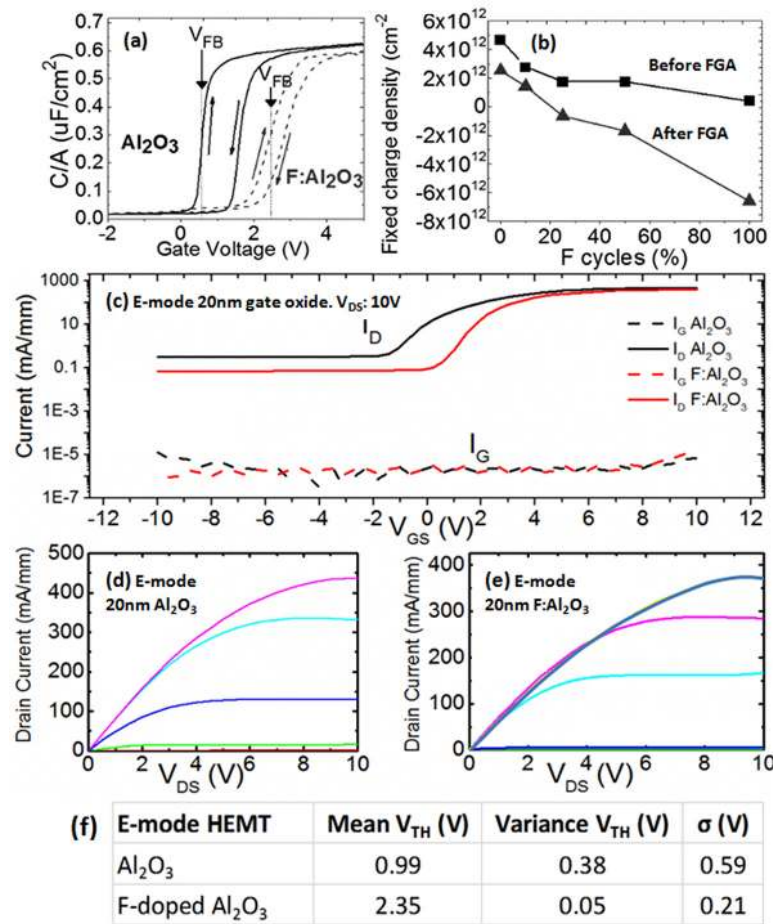 (a)
V_FB
V_FB
Al₂O₃
F:Al₂O₃
C/A (uF/cm²)
0.7
0.6
0.5
0.4
0.3
0.2
0.1
0.0
-2 0 2 4
Gate Voltage (V)
(b)
Before FGA
After FGA
Fixed charge density (cm⁻²
6x10¹²
4x10¹²
2x10¹²
0
-2x10¹²
-4x10¹²
-6x10¹²
-8x10¹²
0 20 40 60 80 100
F cycles (%)
(c) E-mode 20nm gate oxide. V_DS: 10V
I_D
I_G
I_G Al₂O₃
I_D Al₂O₃
I_G F:Al₂O₃
I_D F:Al₂O₃
Current (mA/mm)
1000
10
0.1
1E-3
1E-5
1E-7
-12 -10 -8 -6 -4 -2 0 2 4 6 8 10 12
V_GS (V)
(d) E-mode
20nm Al₂O₃
Drain Current (mA/mm)
500
400
300
200
100
0
0 2 4 6 8 10
V_DS (V)
(e) E-mode
20nm F:Al₂O₃
Drain Current (mA/mm)
400
300
200
100
0
0 2 4 6 8 10
V_DS (V)
(f)
E-mode HEMT Mean V_TH (V) Variance V_TH (V) σ (V)
Al₂O₃ 0.99 0.38 0.59
F-doped Al₂O₃ 2.35 0.05 0.21